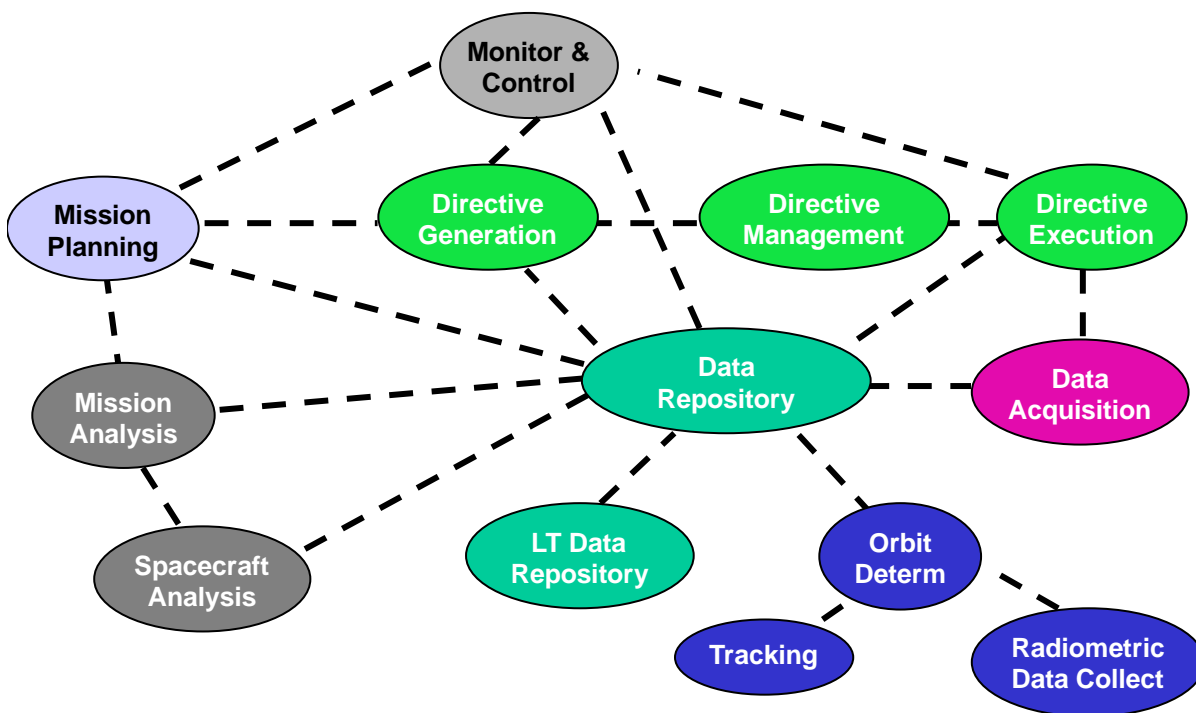 Monitor &
Control
Mission
Planning
Directive
Generation
Directive
Management
Directive
Execution
Data
Repository
Data
Acquisition
Mission
Analysis
Spacecraft
Analysis
LT Data
Repository
Orbit
Determ
Tracking
Radiometric
Data Collect